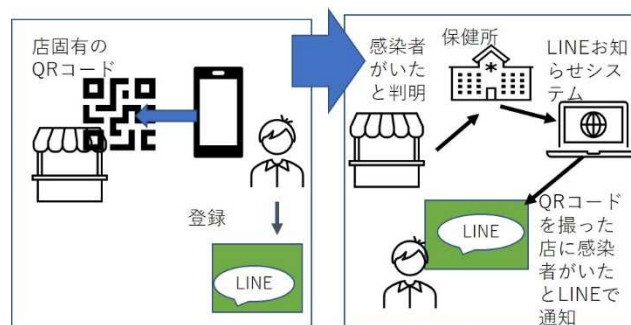 店固有の
QRコード
登録
LINE
感染者
がいた
と判明
保健所
LINEお知
らせシス
テム
LINE
QRコード
を撮った
店に感染
者がいた
とLINEで
通知